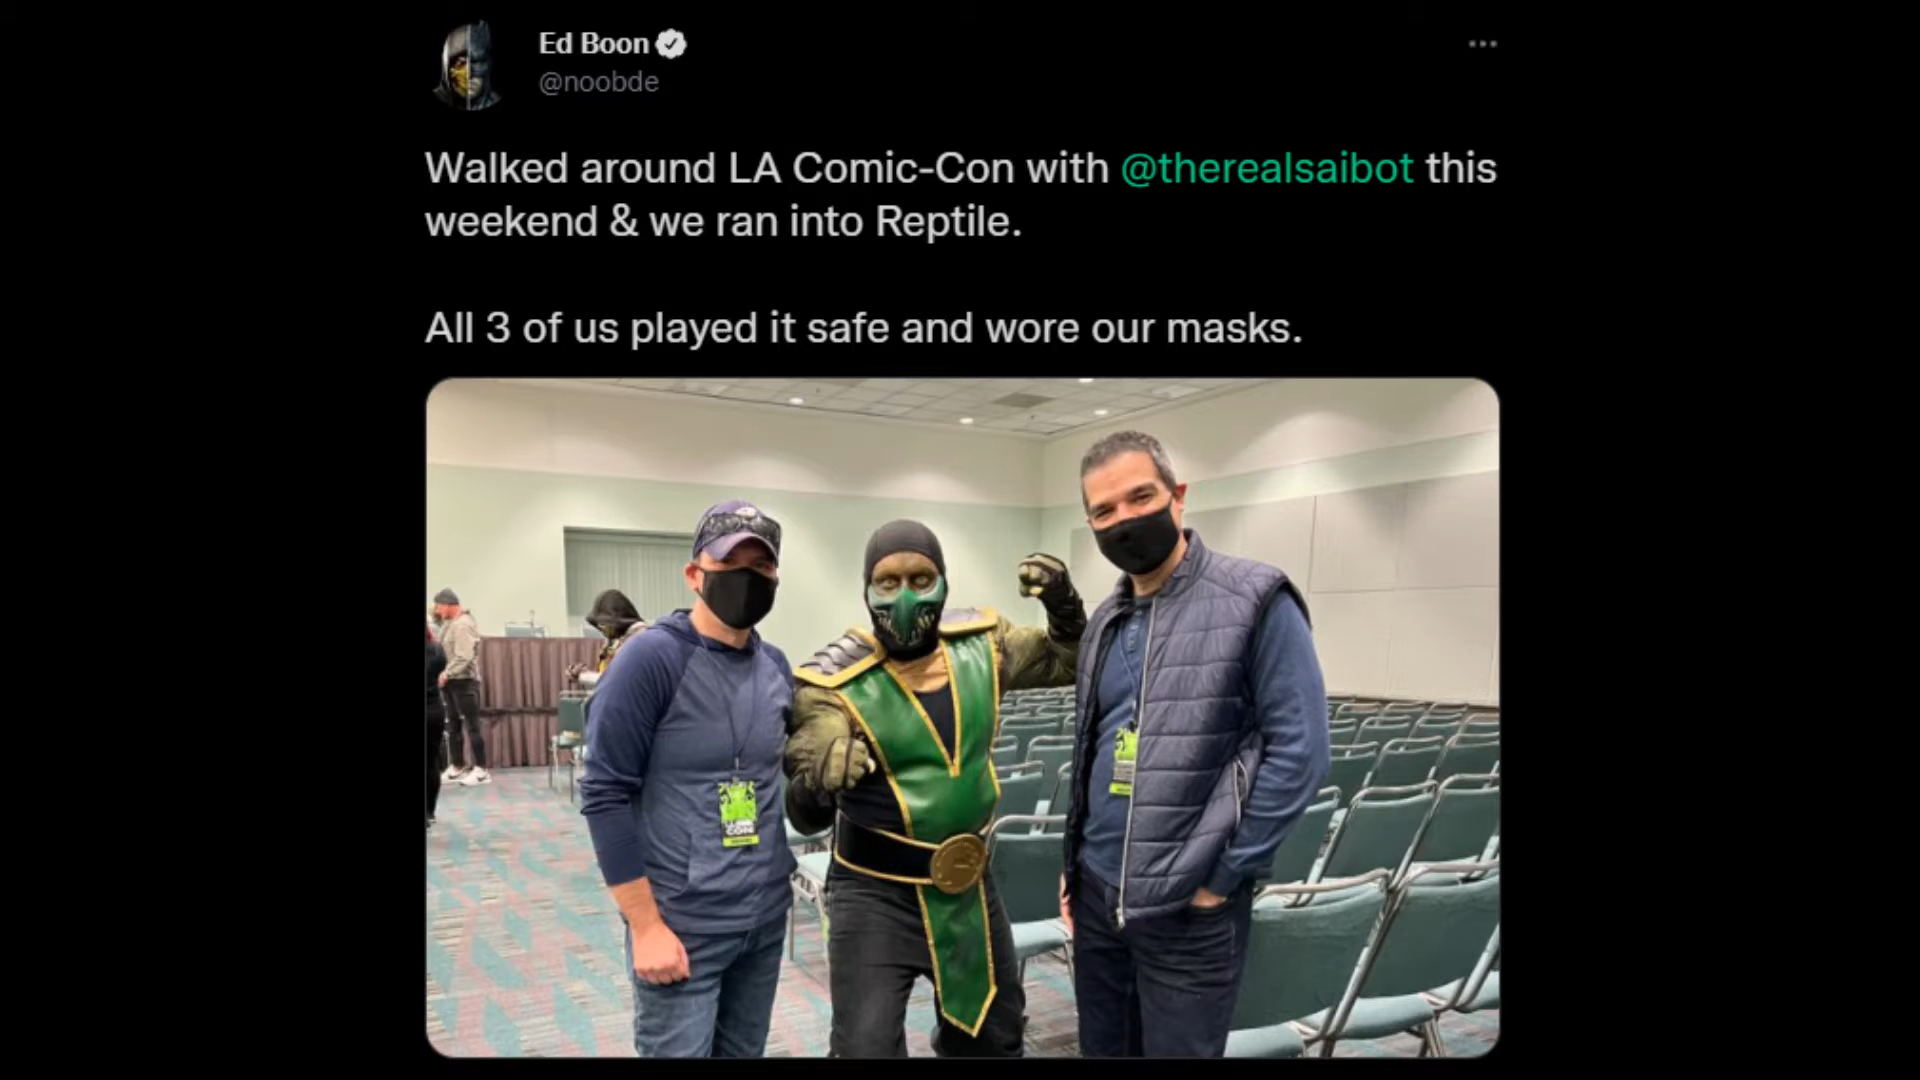 Ed Boon
@noobde
Walked around LA Comic-Con with @therealsaibot this
weekend & we ran into Reptile.
All 3 of us played it safe and wore our masks.
CON